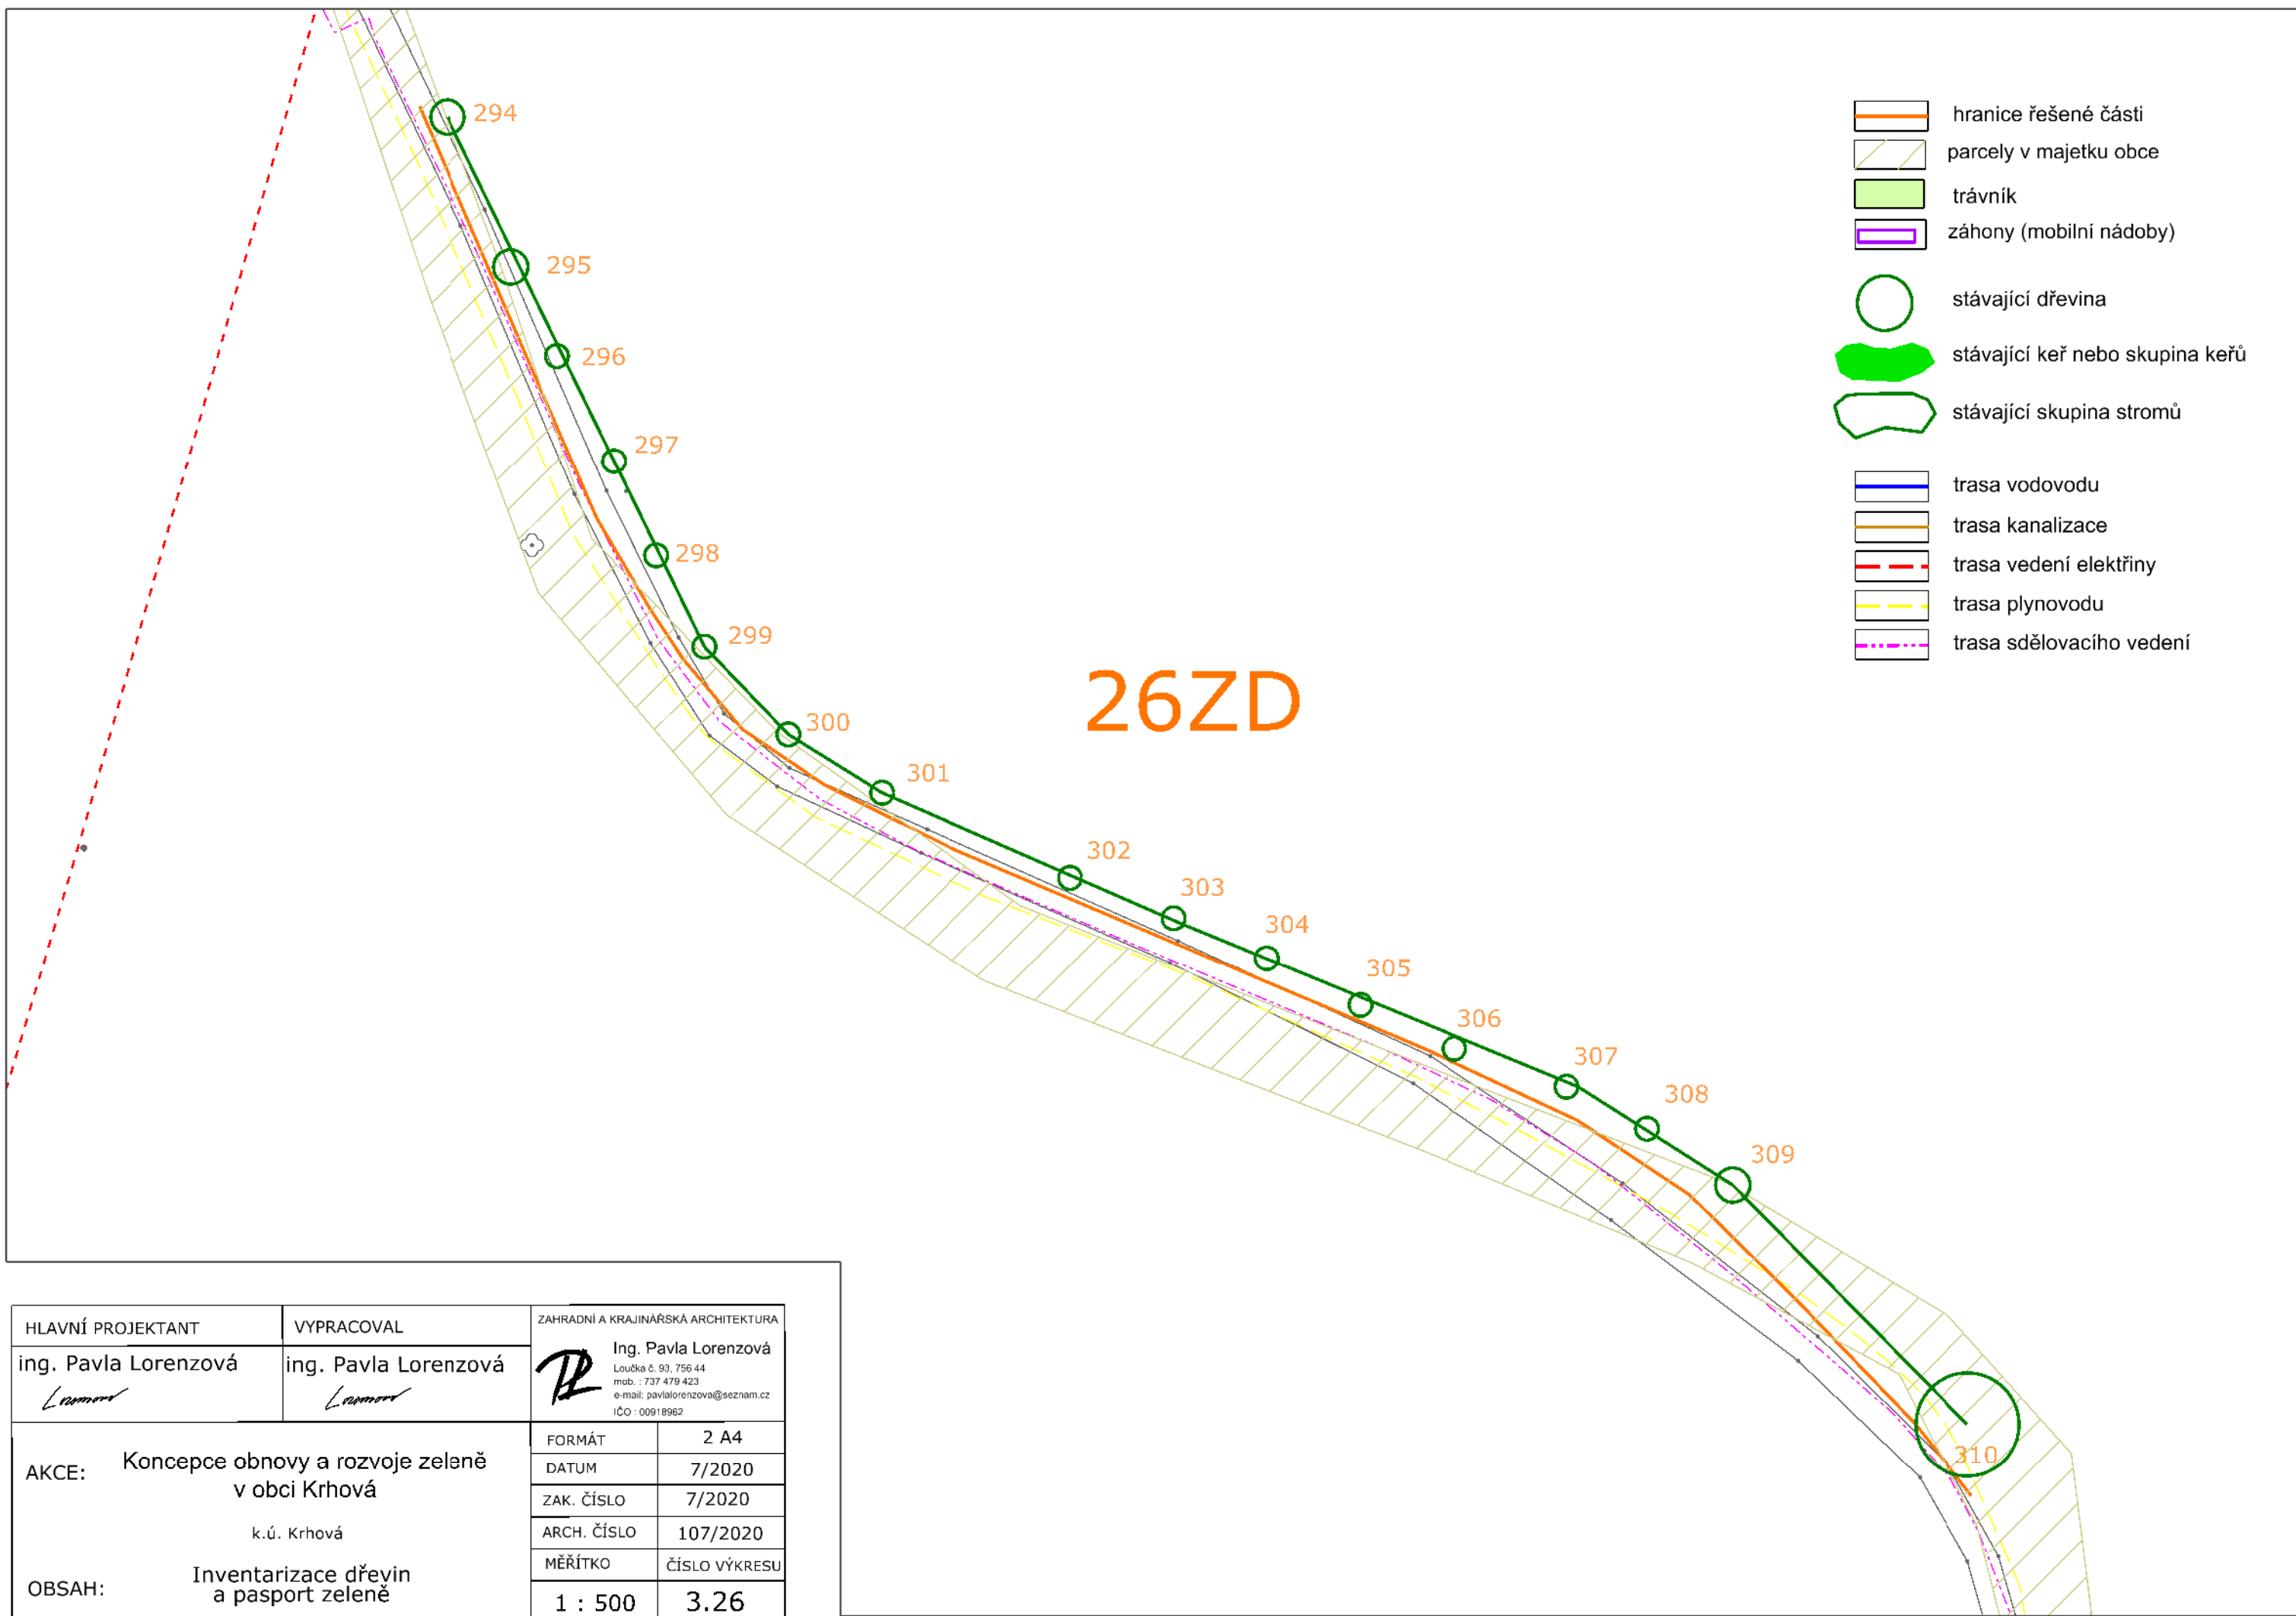 294
295
296
297
298
299
300
301
302
303
304
305
306
307
308
309
310
26ZD
hranice řešené části
parcely v majetku obce
trávník
záhony (mobilní nádoby)
stávající dřevina
stávající keř nebo skupina keřů
stávající skupina stromů
trasa vodovodu
trasa kanalizace
trasa vedení elektřiny
trasa plynovodu
trasa sdělovacího vedení
HLAVNÍ PROJEKTANT
VYPRACOVAL
ing. Pavla Lorenzová
ing. Pavla Lorenzová
ZAHRADNÍ A KRAJINÁŘSKÁ ARCHITEKTURA
Ing. Pavla Lorenzová
Loučka č. 93, 756 44
mob. : 737 479 423
e-mail: pavlalorenzova@seznam.cz
IČO : 00918962
AKCE:
Koncepce obnovy a rozvoje zeleně
v obci Krhová
k.ú. Krhová
OBSAH:
Inventarizace dřevin
a pasport zeleně
FORMÁT 2 A4
DATUM 7/2020
ZAK. ČÍSLO 7/2020
ARCH. ČÍSLO 107/2020
MĚŘÍTKO ČÍSLO VÝKRESU
1 : 500 3.26